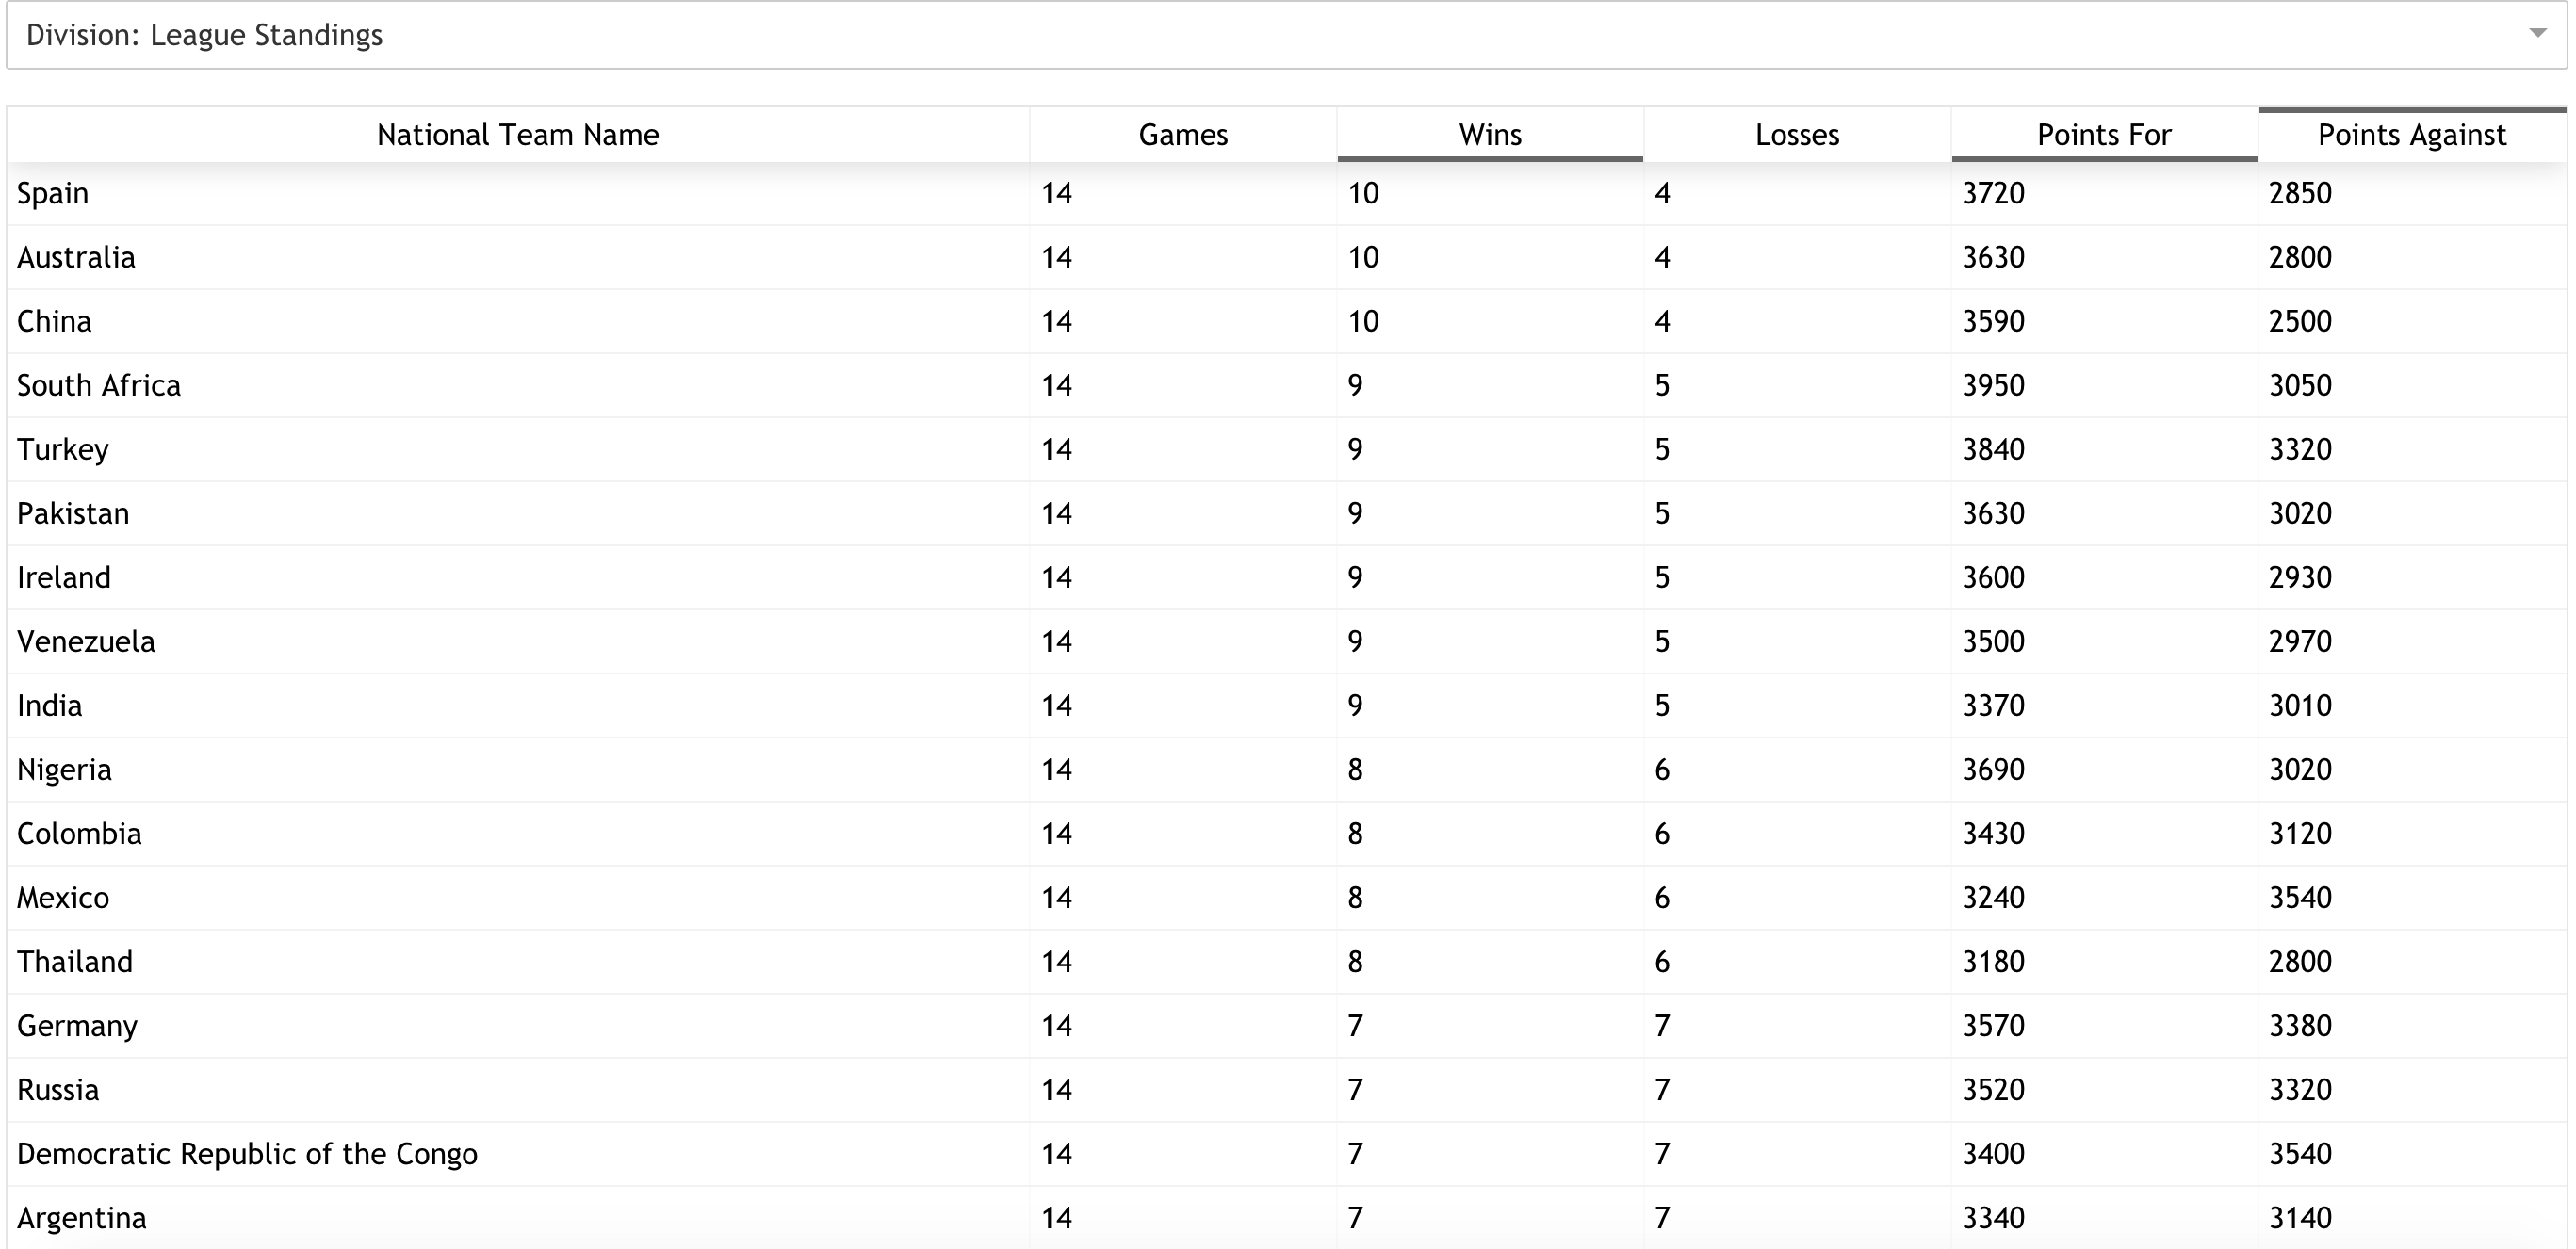 Division: League Standings
National Team Name Games Wins Losses Points For Points Against
Spain 14 10 4 3720 2850
Australia 14 10 4 3630 2800
China 14 10 4 3590 2500
South Africa 14 9 5 3950 3050
Turkey 14 9 5 3840 3320
Pakistan 14 9 5 3630 3020
Ireland 14 9 5 3600 2930
Venezuela 14 9 5 3500 2970
India 14 9 5 3370 3010
Nigeria 14 8 6 3690 3020
Colombia 14 8 6 3430 3120
Mexico 14 8 6 3240 3540
Thailand 14 8 6 3180 2800
Germany 14 7 7 3570 3380
Russia 14 7 7 3520 3320
Democratic Republic of the Congo 14 7 7 3400 3540
Argentina 14 7 7 3340 3140